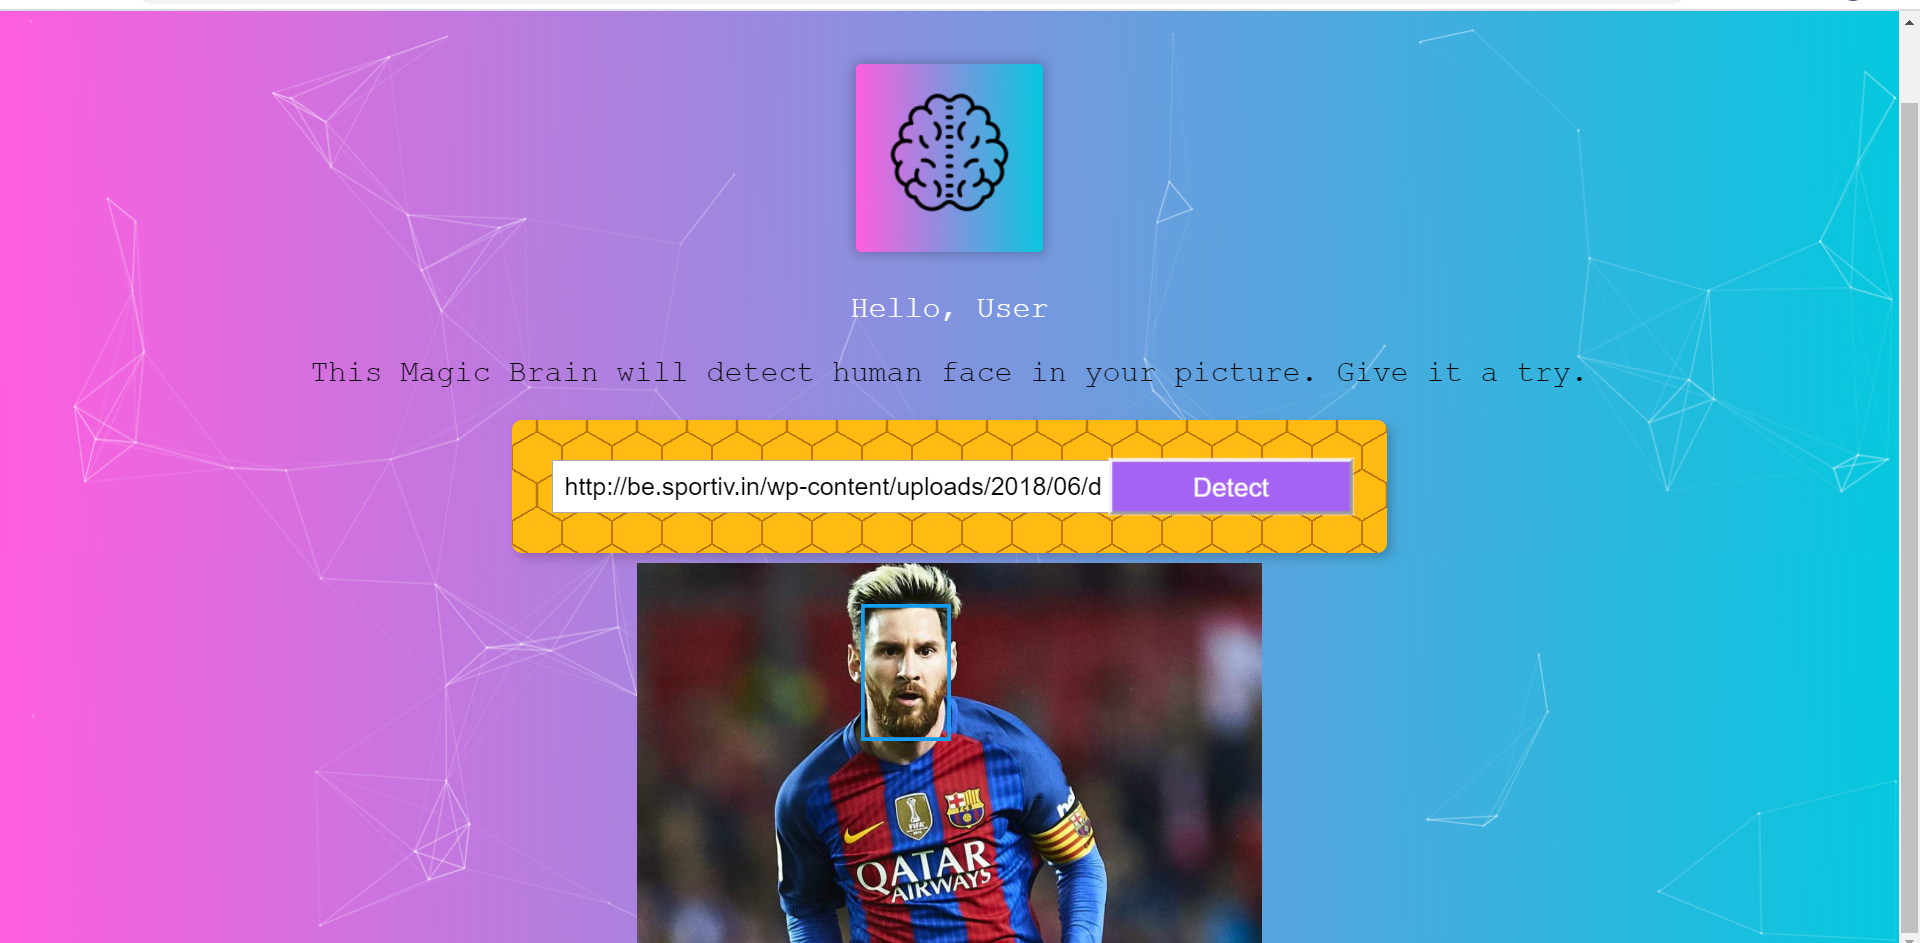 Hello, User
This Magic Brain will detect human face in your picture. Give it a try.
http://be.sportiv.in/wp-content/uploads/2018/06/d
Detect
FIFA
QATAR
AIRWAYS